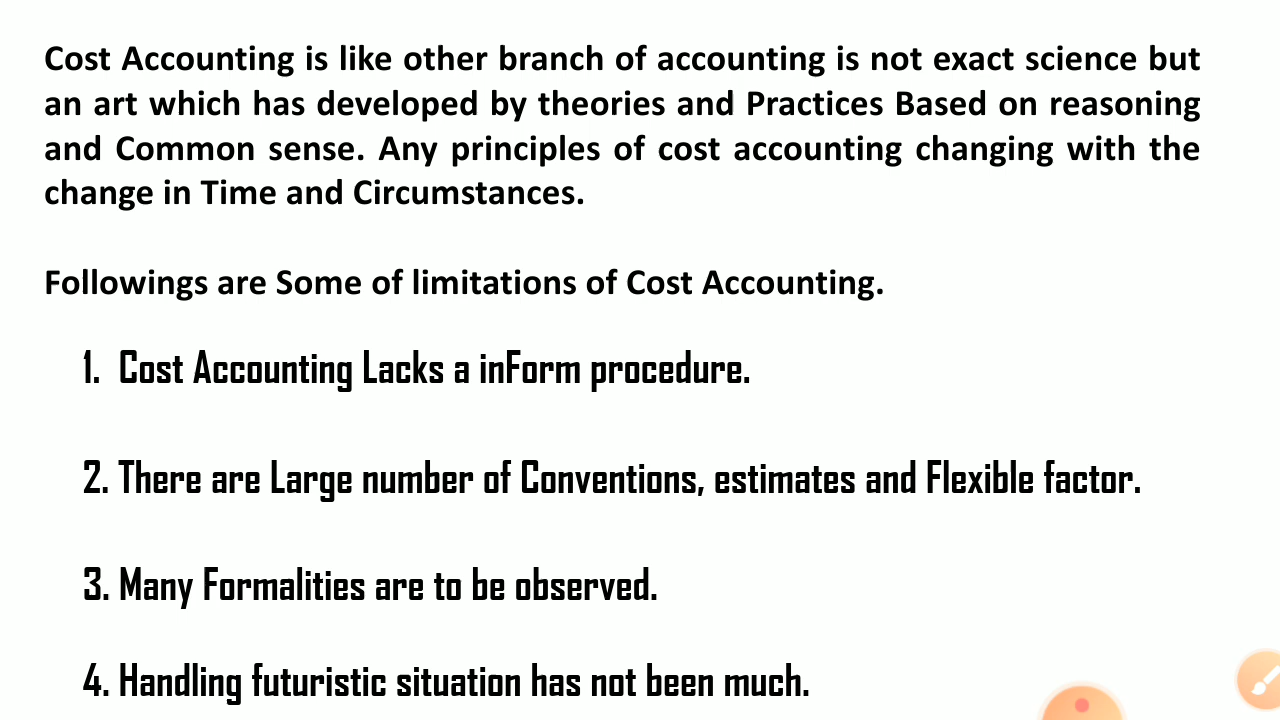 Cost Accounting is like other branch of accounting is not exact science but
an art which has developed by theories and Practices Based on reasoning
and Common sense. Any principles of cost accounting changing with the
change in Time and Circumstances.
Followings are Some of limitations of Cost Accounting.
1. Cost Accounting Lacks a inForm procedure.
2. There are Large number of Conventions, estimates and Flexible factor.
3. Many Formalities are to be observed.
4. Handling futuristic situation has not been much.